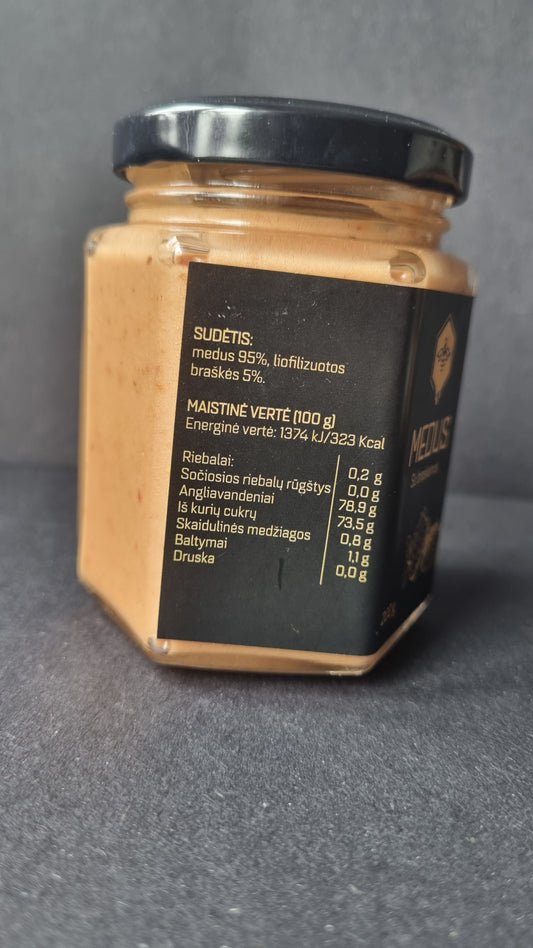 SUDĖTIS:
medus 95%, liofilizuotos
braškės 5%.
MAISTINĖ VERTĖ (100 g)
Energinė vertė: 1374 kJ/323 Kcal
Riebalai: 0,2 g
Sočiosios riebalų rūgštys 0,0 g
Angliavandeniai 78,9 g
Iš kurių cukrų 73,5 g
Skaidulinės medžiagos 0,8 g
Baltymai 1,1 g
Druska 0,0 g
MEDUS